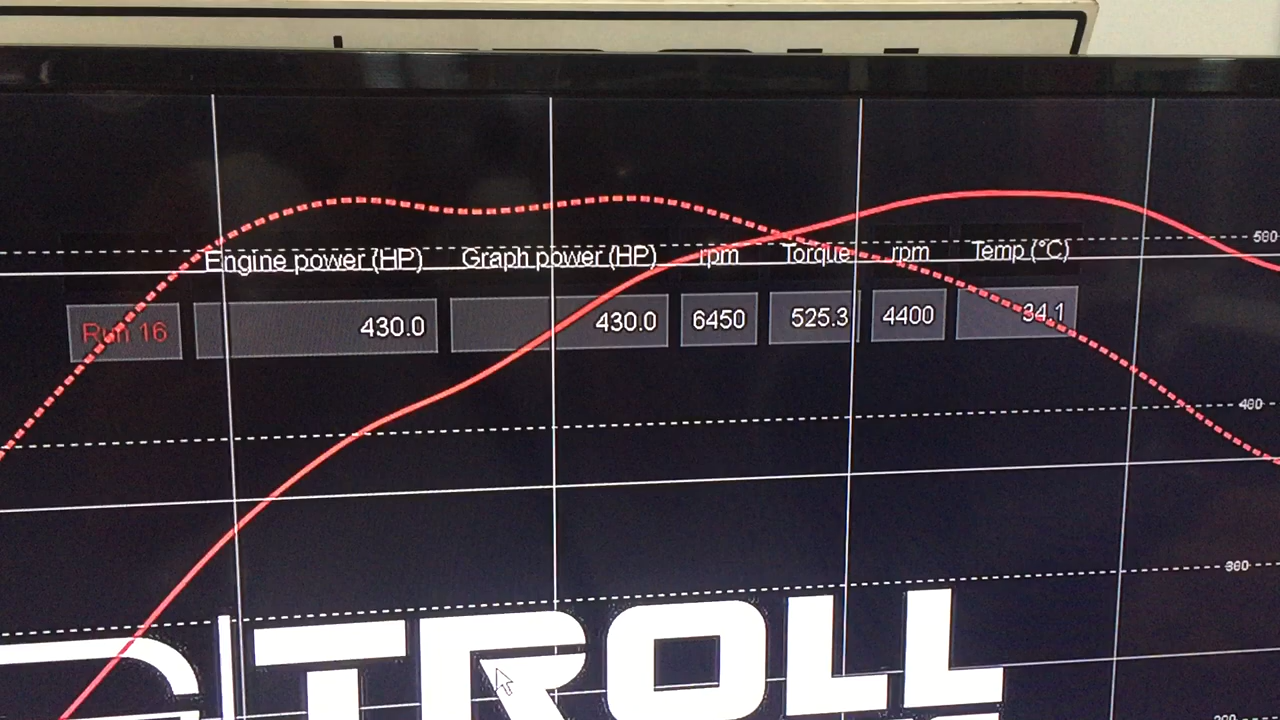 Engine power (HP) Graph power (HP) rpm Torque rpm Temp (°C)
Run 16 430.0 430.0 6450 525.3 4400 34.1
500
400
300
TROLL